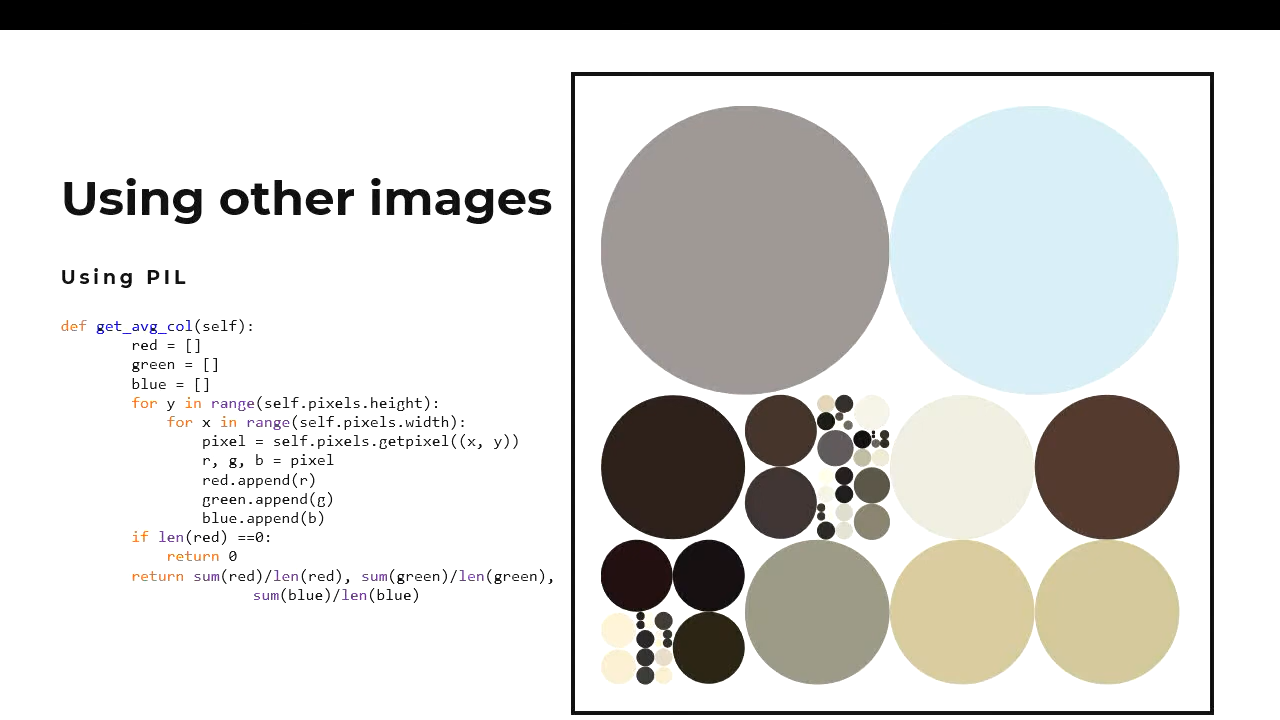 Using other images
Using PIL
def get_avg_col(self):
        red = []
        green = []
        blue = []
        for y in range(self.pixels.height):
            for x in range(self.pixels.width):
                pixel = self.pixels.getpixel((x, y))
                r, g, b = pixel
                red.append(r)
                green.append(g)
                blue.append(b)
        if len(red) ==0:
            return 0
        return sum(red)/len(red), sum(green)/len(green),
                      sum(blue)/len(blue)